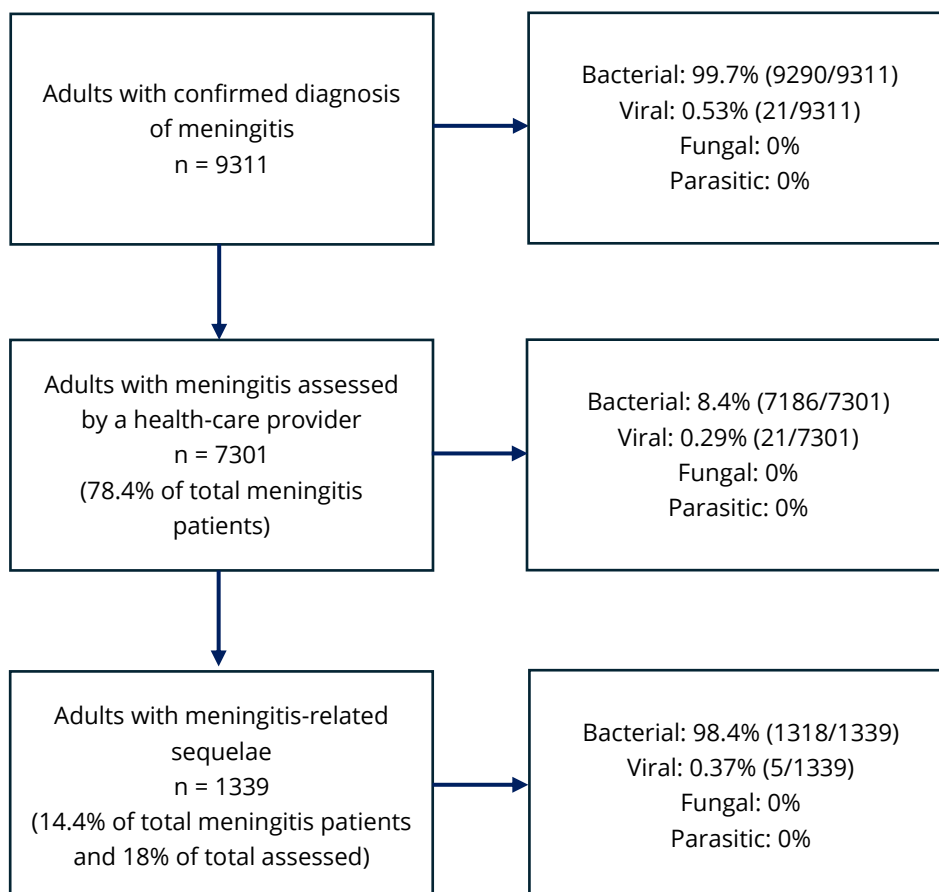 Adults with confirmed diagnosis
of meningitis
n = 9311
Bacterial: 99.7% (9290/9311)
Viral: 0.53% (21/9311)
Fungal: 0%
Parasitic: 0%
Adults with meningitis assessed
by a health-care provider
n = 7301
(78.4% of total meningitis
patients)
Bacterial: 8.4% (7186/7301)
Viral: 0.29% (21/7301)
Fungal: 0%
Parasitic: 0%
Adults with meningitis-related
sequelae
n = 1339
(14.4% of total meningitis patients
and 18% of total assessed)
Bacterial: 98.4% (1318/1339)
Viral: 0.37% (5/1339)
Fungal: 0%
Parasitic: 0%